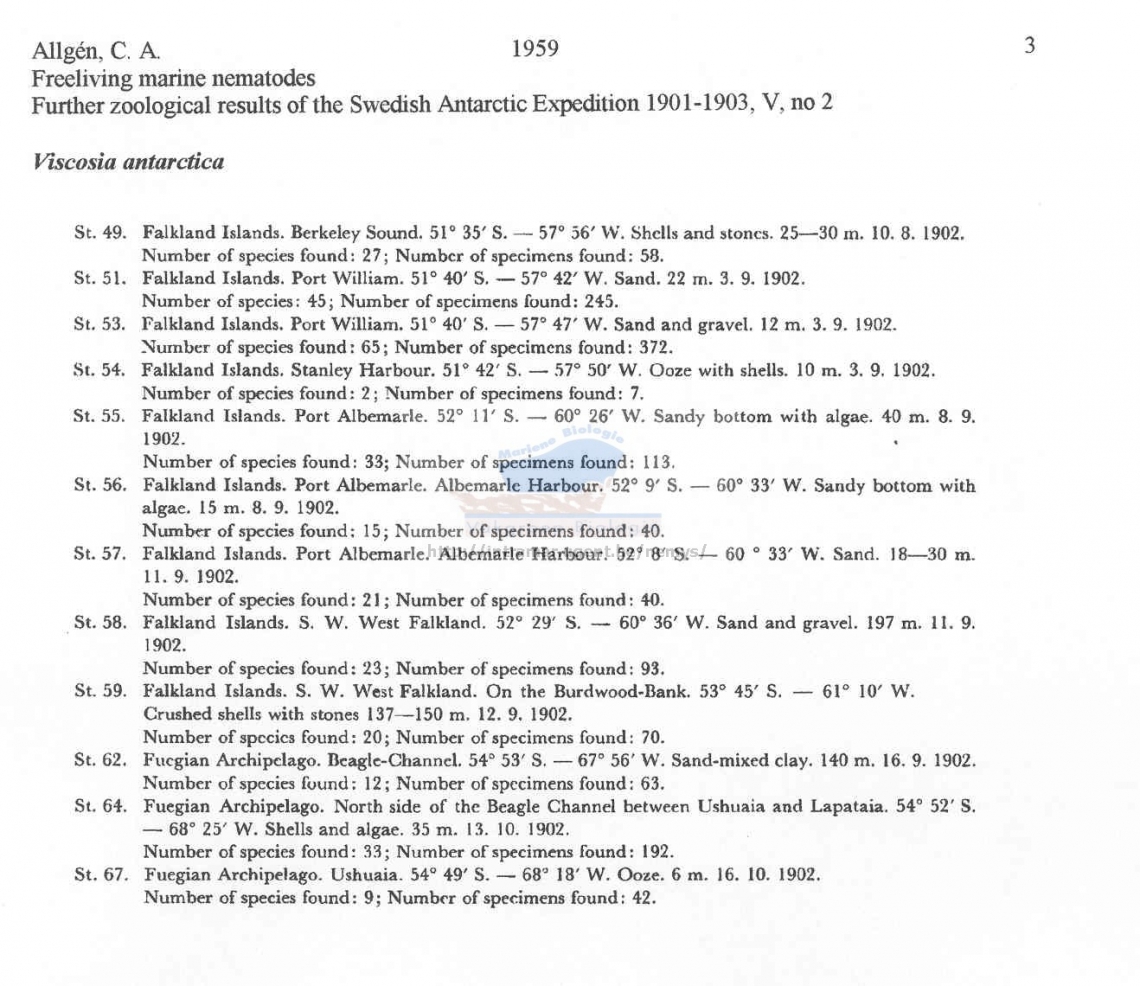 Allgén, C. A. 1959 3
Freeliving marine nematodes
Further zoological results of the Swedish Antarctic Expedition 1901-1903, V, no 2
Viscosia antarctica
St. 49. Falkland Islands. Berkeley Sound. 51° 35′ S. — 57° 56′ W. Shells and stones. 25—30 m. 10. 8. 1902.
Number of species found: 27; Number of specimens found: 58.
St. 51. Falkland Islands. Port William. 51° 40′ S. — 57° 42′ W. Sand. 22 m. 3. 9. 1902.
Number of species: 45; Number of specimens found: 245.
St. 53. Falkland Islands. Port William. 51° 40′ S. — 57° 47′ W. Sand and gravel. 12 m. 3. 9. 1902.
Number of species found: 65; Number of specimens found: 372.
St. 54. Falkland Islands. Stanley Harbour. 51° 42′ S. — 57° 50′ W. Ooze with shells. 10 m. 3. 9. 1902.
Number of species found: 2; Number of specimens found: 7.
St. 55. Falkland Islands. Port Albemarle. 52° 11′ S. — 60° 26′ W. Sandy bottom with algae. 40 m. 8. 9.
1902.
Mariene Biologie
Number of species found: 33; Number of specimens found: 113.
St. 56. Falkland Islands. Port Albemarle. Albemarle Harbour. 52° 9′ S. — 60° 33′ W. Sandy bottom with
algae. 15 m. 8. 9. 1902.
Number of species found: 15; Number of specimens found: 40.
St. 57. Falkland Islands. Port Albemarle. Albemarle Harbour. 52° 8′ S. — 60 ° 33′ W. Sand. 18—30 m.
11. 9. 1902.
Number of species found: 21; Number of specimens found: 40.
St. 58. Falkland Islands. S. W. West Falkland. 52° 29′ S. — 60° 36′ W. Sand and gravel. 197 m. 11. 9.
1902.
Number of species found: 23; Number of specimens found: 93.
St. 59. Falkland Islands. S. W. West Falkland. On the Burdwood-Bank. 53° 45′ S. — 61° 10′ W.
Crushed shells with stones 137—150 m. 12. 9. 1902.
Number of species found: 20; Number of specimens found: 70.
St. 62. Fuegian Archipelago. Beagle-Channel. 54° 53′ S. — 67° 56′ W. Sand-mixed clay. 140 m. 16. 9. 1902.
Number of species found: 12; Number of specimens found: 63.
St. 64. Fuegian Archipelago. North side of the Beagle Channel between Ushuaia and Lapataia. 54° 52′ S.
— 68° 25′ W. Shells and algae. 35 m. 13. 10. 1902.
Number of species found: 33; Number of specimens found: 192.
St. 67. Fuegian Archipelago. Ushuaia. 54° 49′ S. — 68° 18′ W. Ooze. 6 m. 16. 10. 1902.
Number of species found: 9; Number of specimens found: 42.